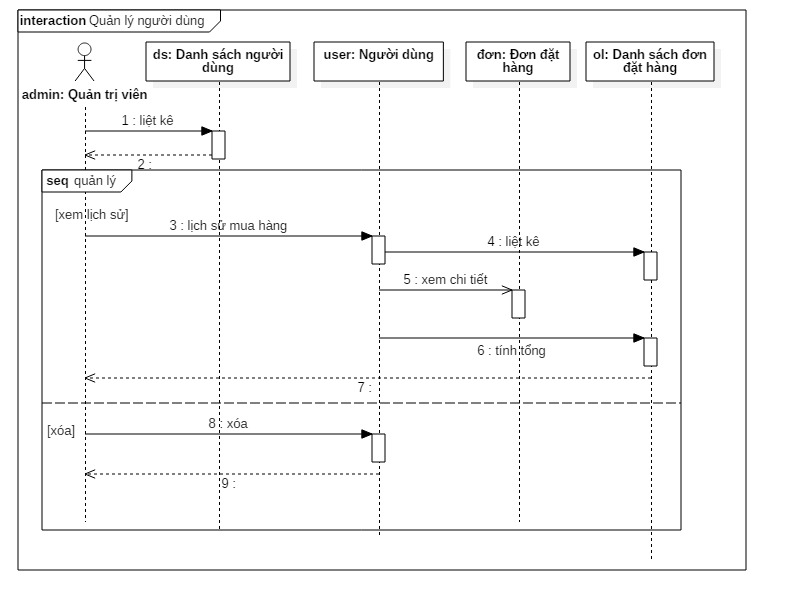 interaction Quản lý người dùng
admin: Quản trị viên
ds: Danh sách người
dùng
user: Người dùng
đơn: Đơn đặt
hàng
ol: Danh sách đơn
đặt hàng
1 : liệt kê
2 :
seq quản lý
[xem lịch sử]
3 : lịch sử mua hàng
4 : liệt kê
5 : xem chi tiết
6 : tính tổng
7 :
[xóa]
8 : xóa
9 :